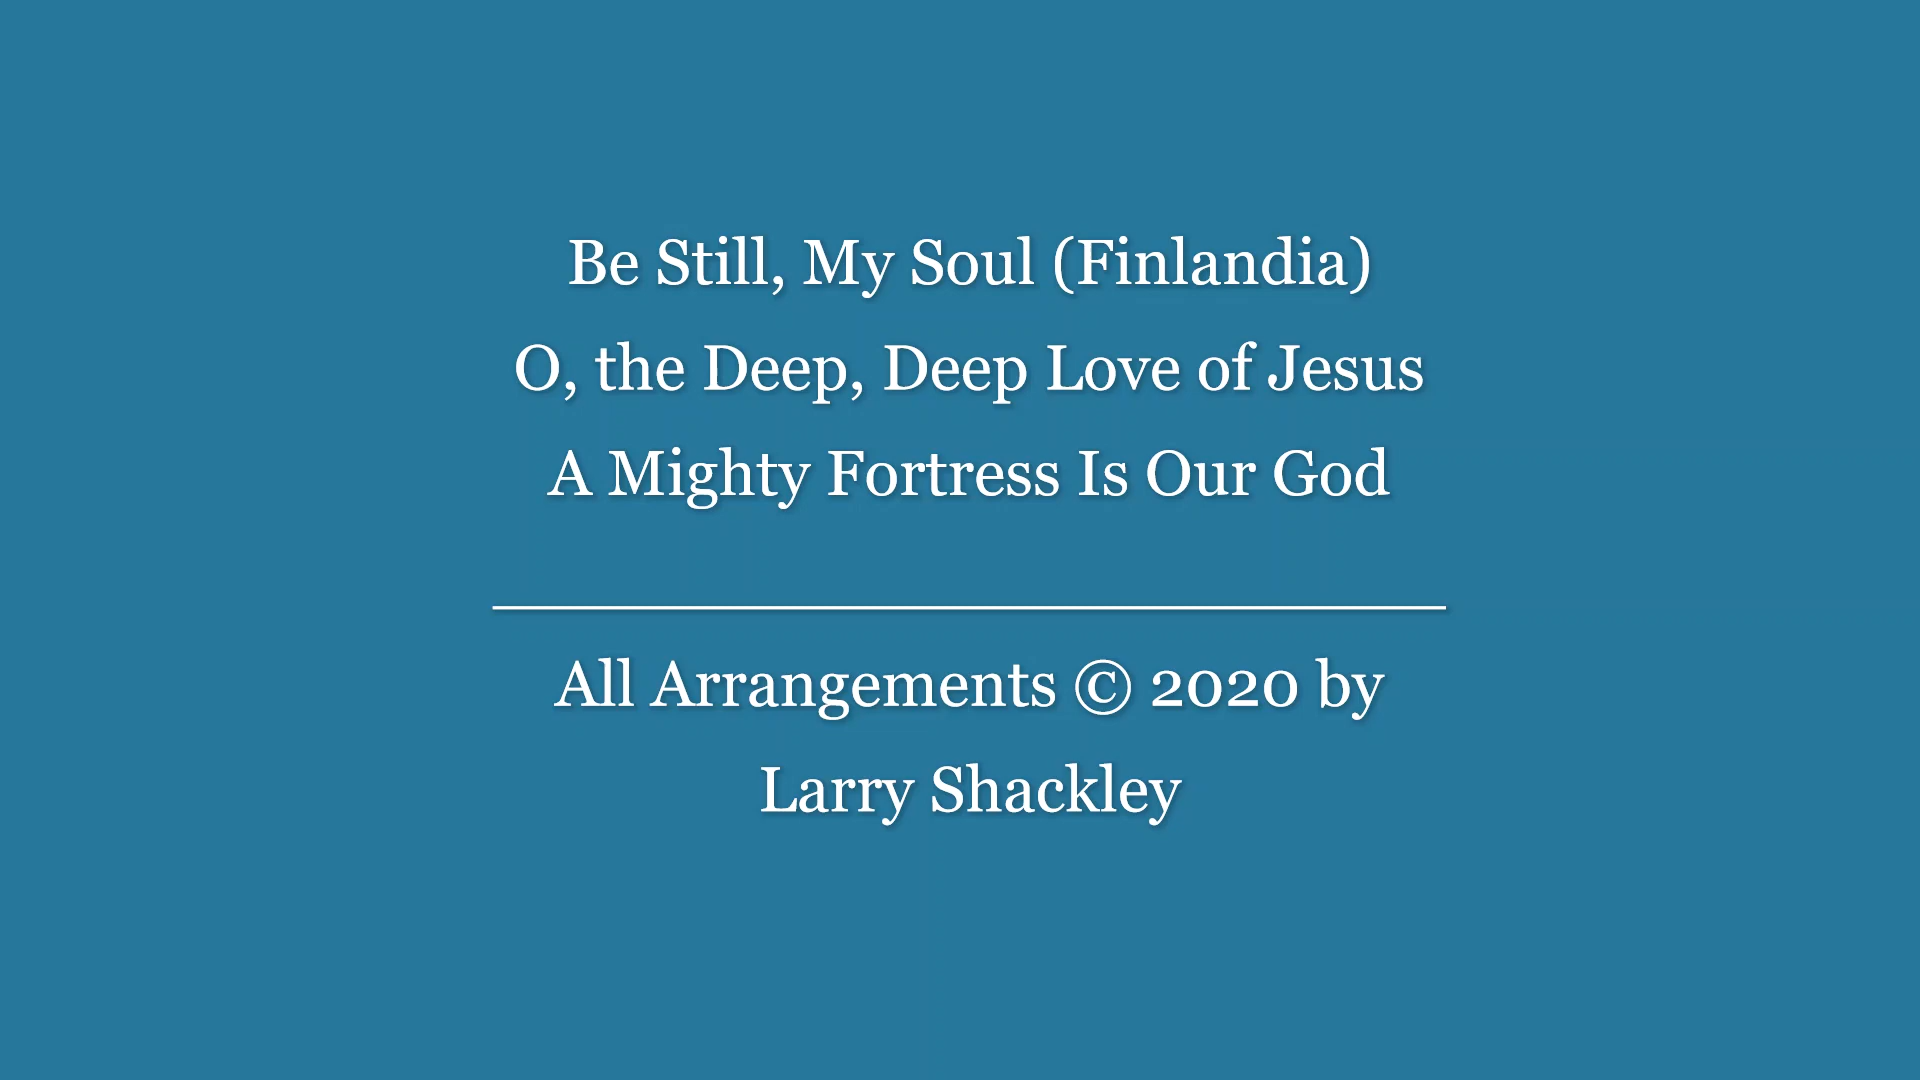 Be Still, My Soul (Finlandia)
O, the Deep, Deep Love of Jesus
A Mighty Fortress Is Our God
All Arrangements © 2020 by
Larry Shackley